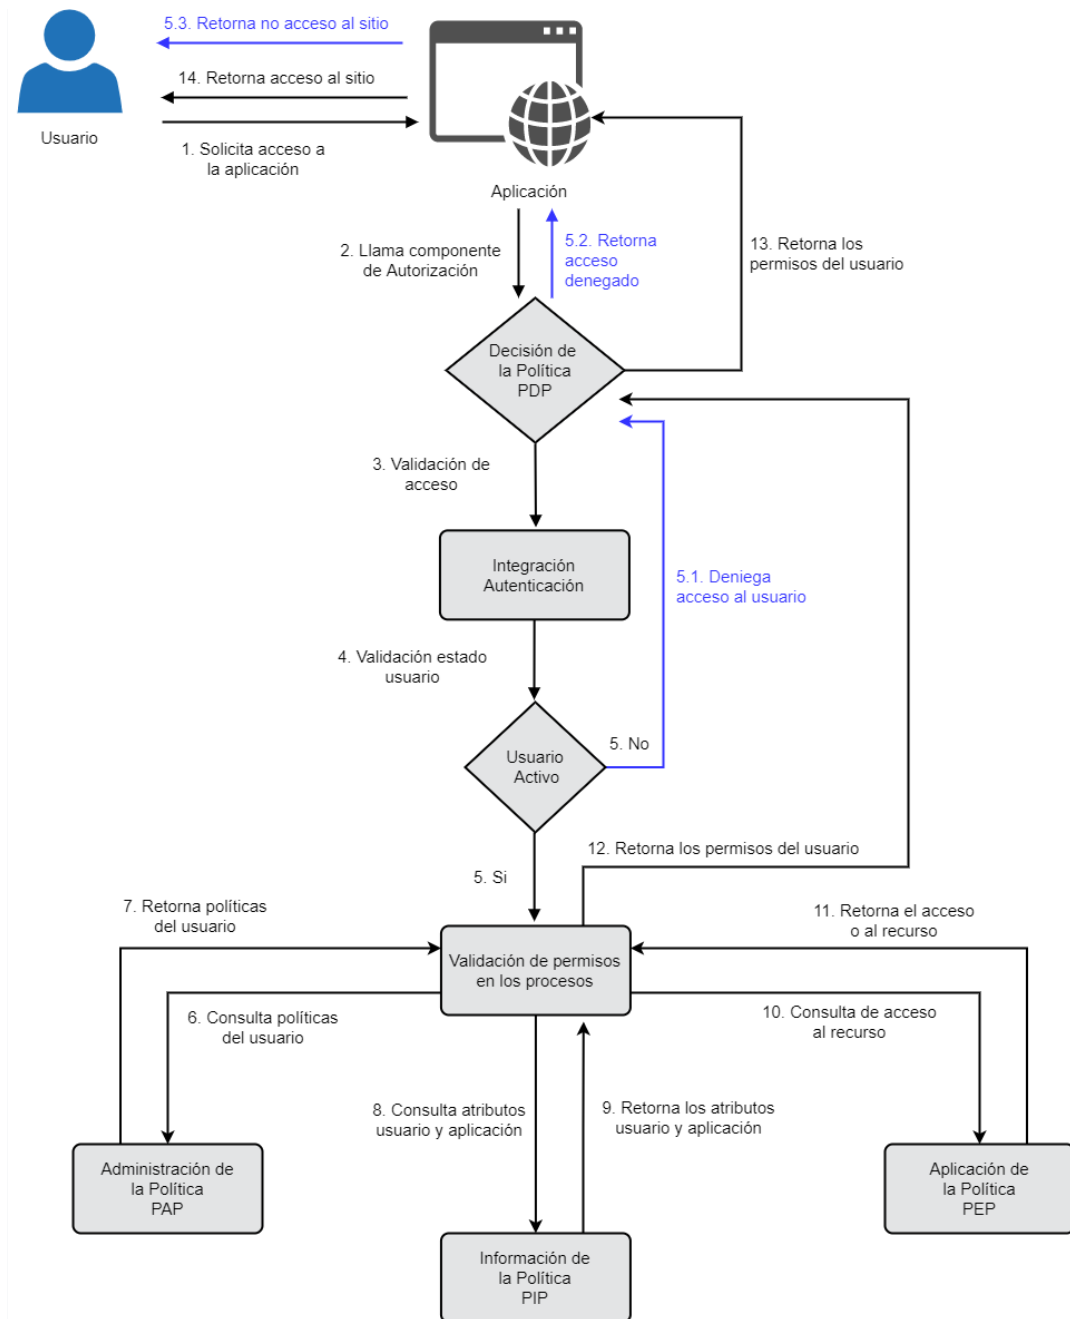 5.3. Retorna no acceso al sitio
14. Retorna acceso al sitio
Usuario
1. Solicita acceso a
la aplicación
Aplicación
2. Llama componente
de Autorización
5.2. Retorna
acceso
denegado
13. Retorna los
permisos del usuario
Decisión de
la Política
PDP
3. Validación de
acceso
Integración
Autenticación
5.1. Deniega
acceso al usuario
4. Validación estado
usuario
Usuario
Activo
5. No
5. Si
12. Retorna los permisos del usuario
7. Retorna políticas
del usuario
11. Retorna el acceso
o al recurso
Validación de permisos
en los procesos
6. Consulta políticas
del usuario
10. Consulta de acceso
al recurso
8. Consulta atributos
usuario y aplicación
9. Retorna los atributos
usuario y aplicación
Administración de
la Política
PAP
Aplicación de
la Política
PEP
Información de
la Política
PIP